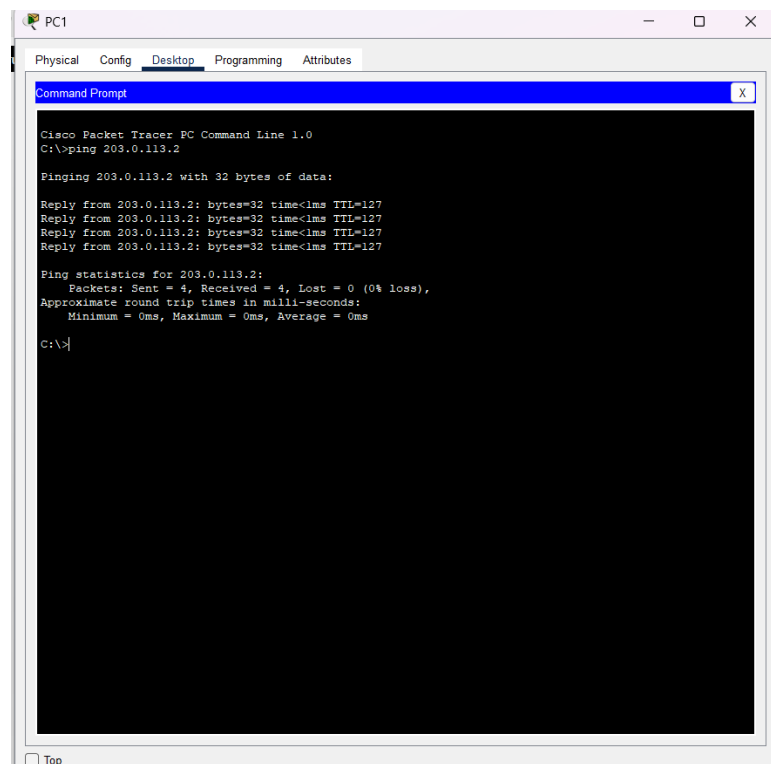 PC1
Physical Config Desktop Programming Attributes
Command Prompt
X
Cisco Packet Tracer PC Command Line 1.0
C:\>ping 203.0.113.2
Pinging 203.0.113.2 with 32 bytes of data:
Reply from 203.0.113.2: bytes=32 time<1ms TTL=127
Reply from 203.0.113.2: bytes=32 time<1ms TTL=127
Reply from 203.0.113.2: bytes=32 time<1ms TTL=127
Reply from 203.0.113.2: bytes=32 time<1ms TTL=127
Ping statistics for 203.0.113.2:
Packets: Sent = 4, Received = 4, Lost = 0 (0% loss),
Approximate round trip times in milli-seconds:
Minimum = 0ms, Maximum = 0ms, Average = 0ms
C:\>
Top